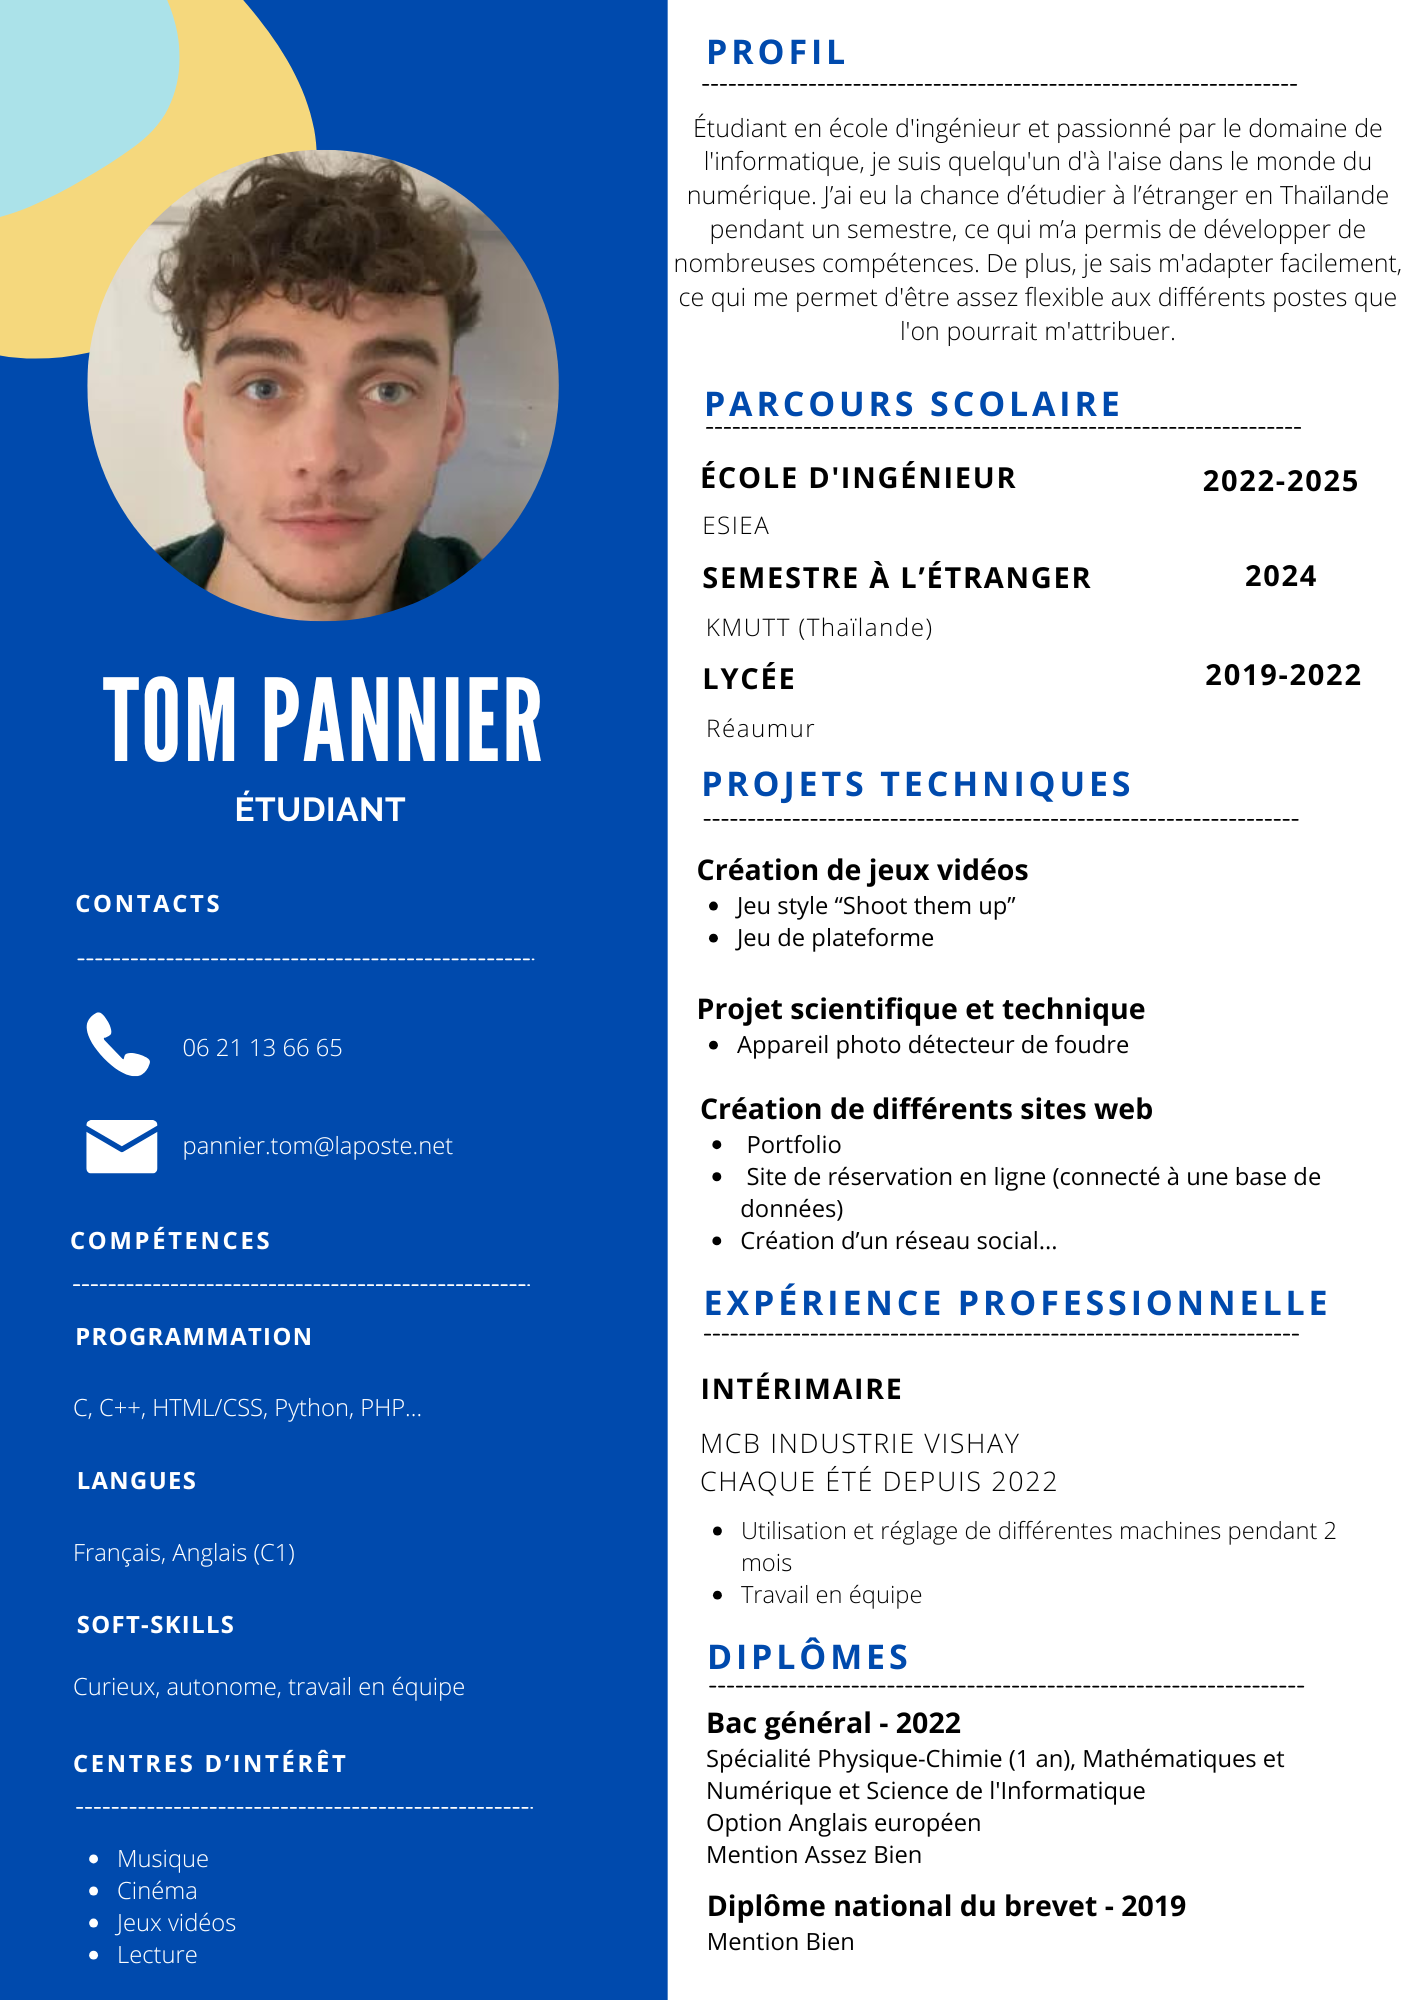 TOM PANNIER
ÉTUDIANT
CONTACTS
06 21 13 66 65
pannier.tom@laposte.net
COMPÉTENCES
PROGRAMMATION
C, C++, HTML/CSS, Python, PHP...
LANGUES
Français, Anglais (C1)
SOFT-SKILLS
Curieux, autonome, travail en équipe
CENTRES D’INTÉRÊT
Musique
Cinéma
Jeux vidéos
Lecture
PROFIL
Étudiant en école d'ingénieur et passionné par le domaine de
l'informatique, je suis quelqu'un d'à l'aise dans le monde du
numérique. J’ai eu la chance d’étudier à l’étranger en Thaïlande
pendant un semestre, ce qui m’a permis de développer de
nombreuses compétences. De plus, je sais m'adapter facilement,
ce qui me permet d'être assez flexible aux différents postes que
l'on pourrait m'attribuer.
PARCOURS SCOLAIRE
ÉCOLE D'INGÉNIEUR 2022-2025
ESIEA
SEMESTRE À L’ÉTRANGER 2024
KMUTT (Thaïlande)
LYCÉE 2019-2022
Réaumur
PROJETS TECHNIQUES
Création de jeux vidéos
Jeu style “Shoot them up”
Jeu de plateforme
Projet scientifique et technique
Appareil photo détecteur de foudre
Création de différents sites web
Portfolio
Site de réservation en ligne (connecté à une base de
données)
Création d’un réseau social...
EXPÉRIENCE PROFESSIONNELLE
INTÉRIMAIRE
MCB INDUSTRIE VISHAY
CHAQUE ÉTÉ DEPUIS 2022
Utilisation et réglage de différentes machines pendant 2
mois
Travail en équipe
DIPLÔMES
Bac général - 2022
Spécialité Physique-Chimie (1 an), Mathématiques et
Numérique et Science de l'Informatique
Option Anglais européen
Mention Assez Bien
Diplôme national du brevet - 2019
Mention Bien